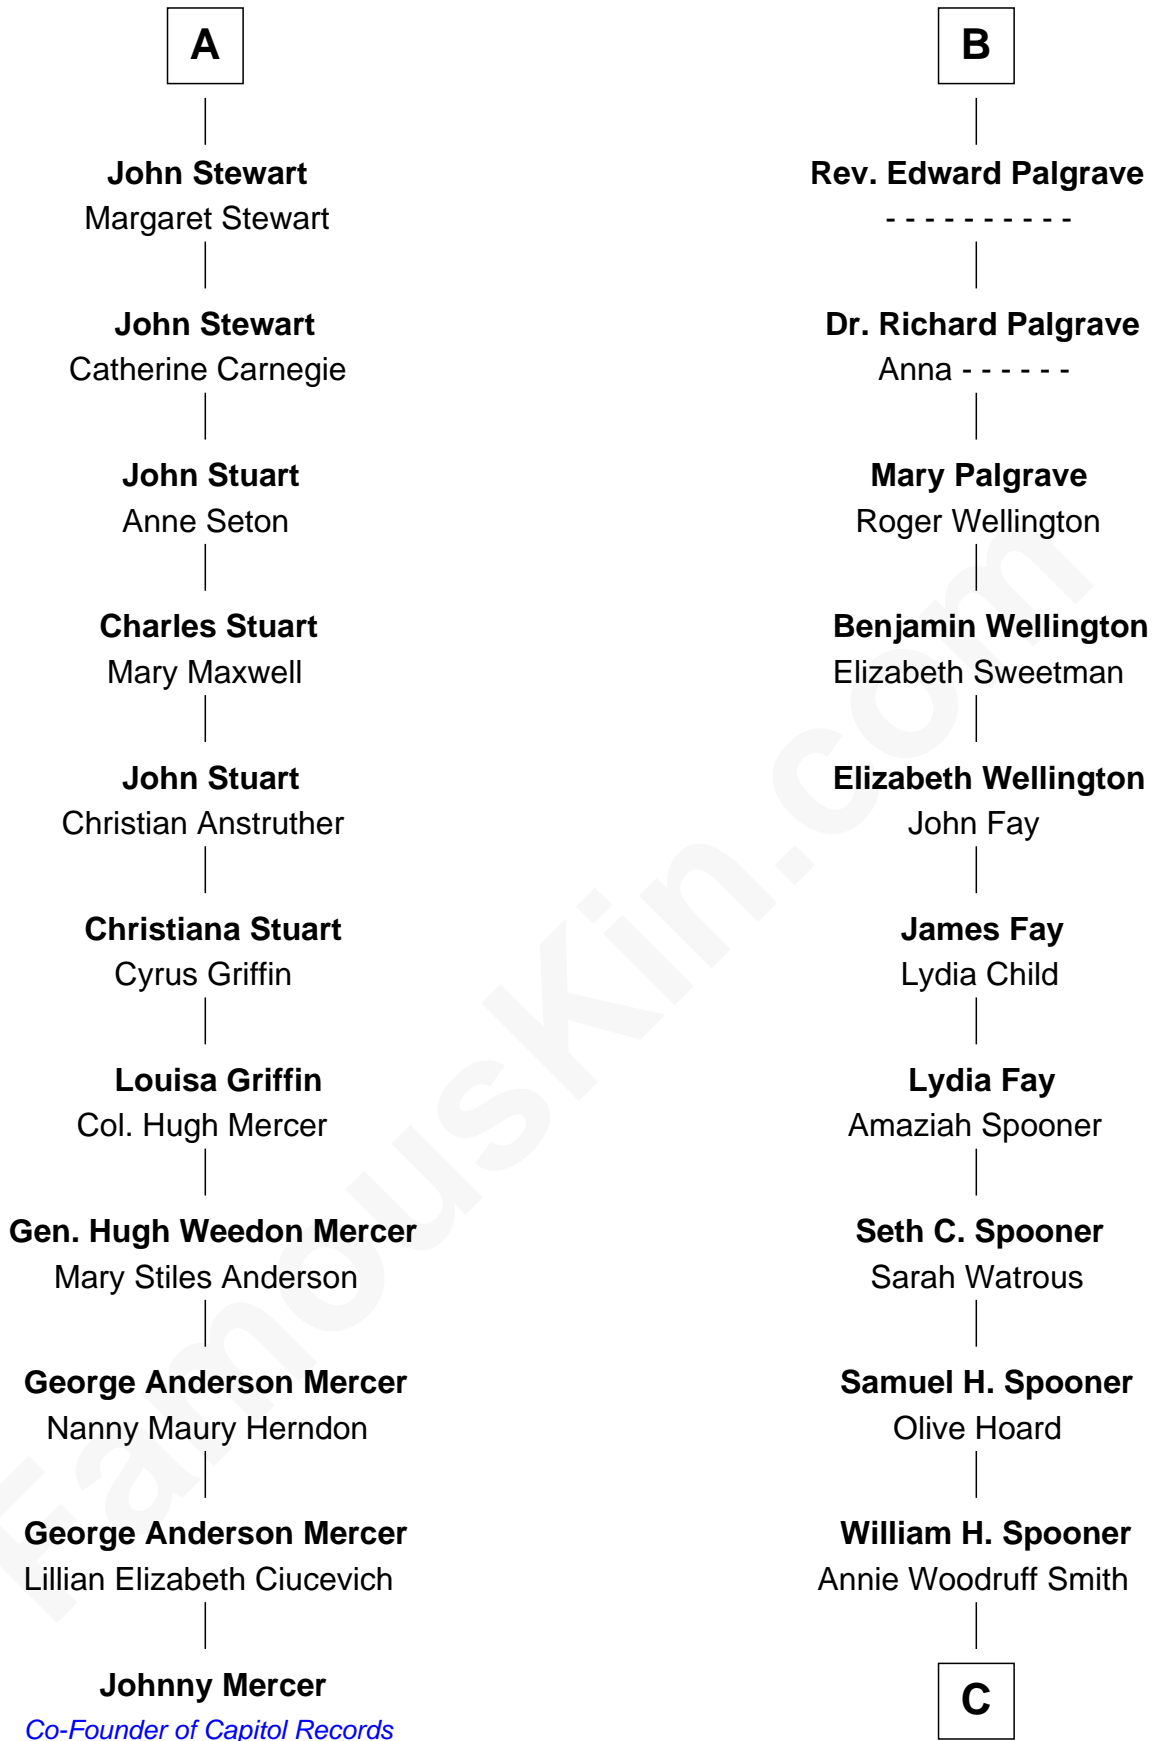 A
John Stewart
Margaret Stewart
John Stewart
Catherine Carnegie
John Stuart
Anne Seton
Charles Stuart
Mary Maxwell
John Stuart
Christian Anstruther
Christiana Stuart
Cyrus Griffin
Louisa Griffin
Col. Hugh Mercer
Gen. Hugh Weedon Mercer
Mary Stiles Anderson
George Anderson Mercer
Nanny Maury Herndon
George Anderson Mercer
Lillian Elizabeth Ciucevich
Johnny Mercer
Co-Founder of Capitol Records
B
Rev. Edward Palgrave
- - - - - - - - - -
Dr. Richard Palgrave
Anna - - - - - -
Mary Palgrave
Roger Wellington
Benjamin Wellington
Elizabeth Sweetman
Elizabeth Wellington
John Fay
James Fay
Lydia Child
Lydia Fay
Amaziah Spooner
Seth C. Spooner
Sarah Watrous
Samuel H. Spooner
Olive Hoard
William H. Spooner
Annie Woodruff Smith
C
FamousKin.com